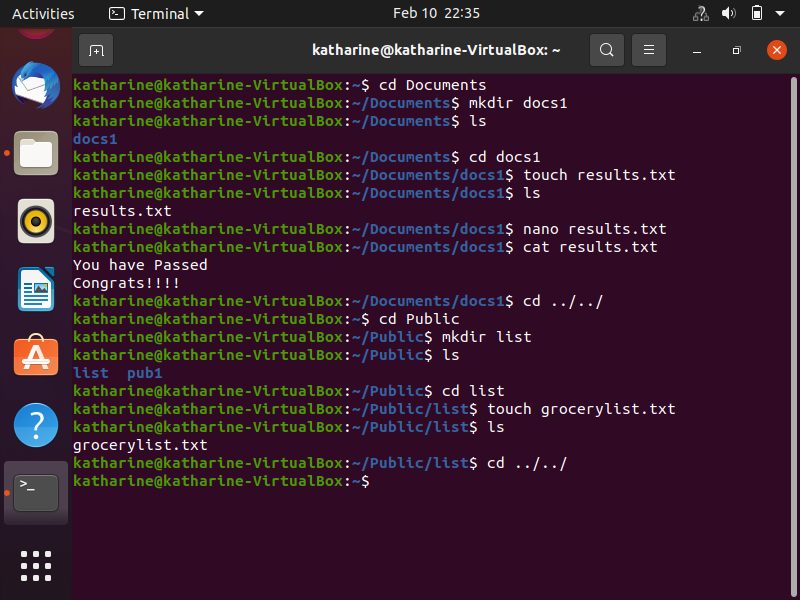 Activities Terminal Feb 10 22:35
katharine@katharine-VirtualBox: ~
katharine@katharine-VirtualBox:~$ cd Documents
katharine@katharine-VirtualBox:~/Documents$ mkdir docs1
katharine@katharine-VirtualBox:~/Documents$ ls
docs1
katharine@katharine-VirtualBox:~/Documents$ cd docs1
katharine@katharine-VirtualBox:~/Documents/docs1$ touch results.txt
katharine@katharine-VirtualBox:~/Documents/docs1$ ls
results.txt
katharine@katharine-VirtualBox:~/Documents/docs1$ nano results.txt
katharine@katharine-VirtualBox:~/Documents/docs1$ cat results.txt
You have Passed
Congrats!!!!
katharine@katharine-VirtualBox:~/Documents/docs1$ cd ../../
katharine@katharine-VirtualBox:~$ cd Public
katharine@katharine-VirtualBox:~/Public$ mkdir list
katharine@katharine-VirtualBox:~/Public$ ls
list  pub1
katharine@katharine-VirtualBox:~/Public$ cd list
katharine@katharine-VirtualBox:~/Public/list$ touch grocerylist.txt
katharine@katharine-VirtualBox:~/Public/list$ ls
grocerylist.txt
katharine@katharine-VirtualBox:~/Public/list$ cd ../../
katharine@katharine-VirtualBox:~$